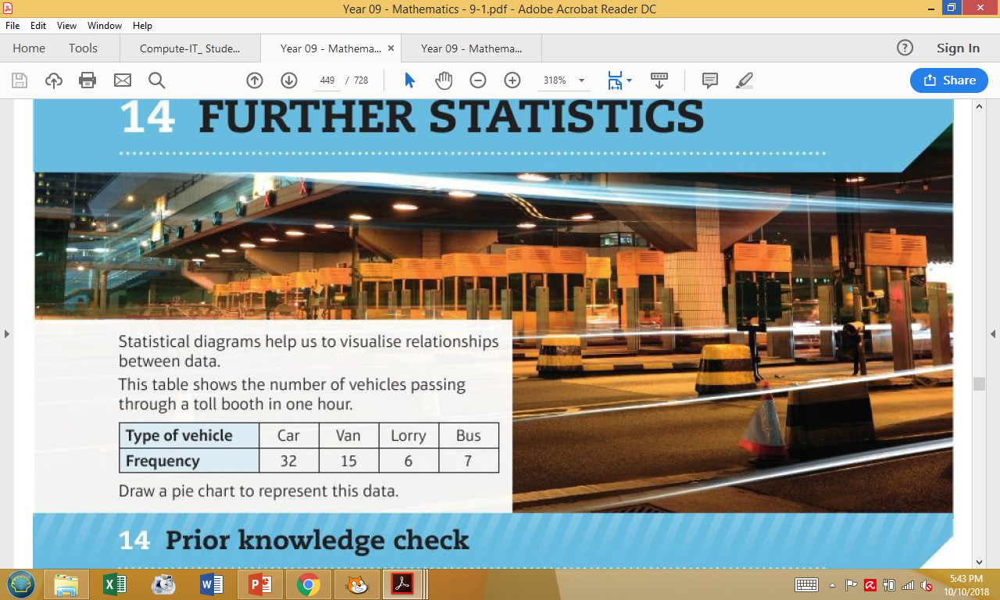 Year 09 - Mathematics - 9-1.pdf - Adobe Acrobat Reader DC
File Edit View Window Help
Home Tools Compute-IT_ Stude... Year 09 - Mathema... × Year 09 - Mathema... ? Sign In
449 / 728 318% Share
14 FURTHER STATISTICS
Statistical diagrams help us to visualise relationships
between data.
This table shows the number of vehicles passing
through a toll booth in one hour.
Type of vehicle Car Van Lorry Bus
Frequency 32 15 6 7
Draw a pie chart to represent this data.
14 Prior knowledge check
5:43 PM
10/10/2018